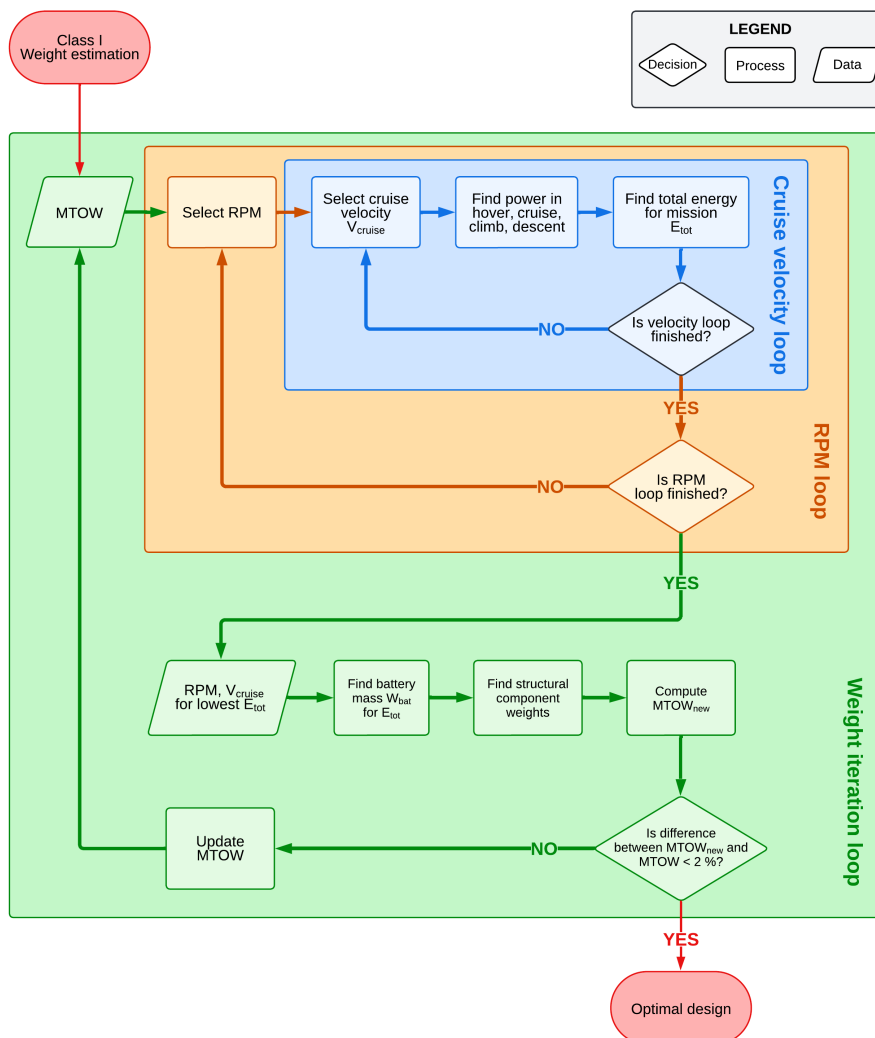 Class I
Weight estimation
LEGEND
Decision
Process
Data
MTOW
Select RPM
Select cruise
velocity
Vcruise
Find power in
hover, cruise,
climb, descent
Find total energy
for mission
Etot
Cruise velocity loop
NO
Is velocity loop
finished?
YES
RPM loop
NO
Is RPM
loop finished?
YES
RPM, Vcruise
for lowest Etot
Find battery
mass Wbat
for Etot
Find structural
component
weights
Compute
MTOWnew
Weight iteration loop
Update
MTOW
NO
Is difference
between MTOWnew and
MTOW < 2 %?
YES
Optimal design